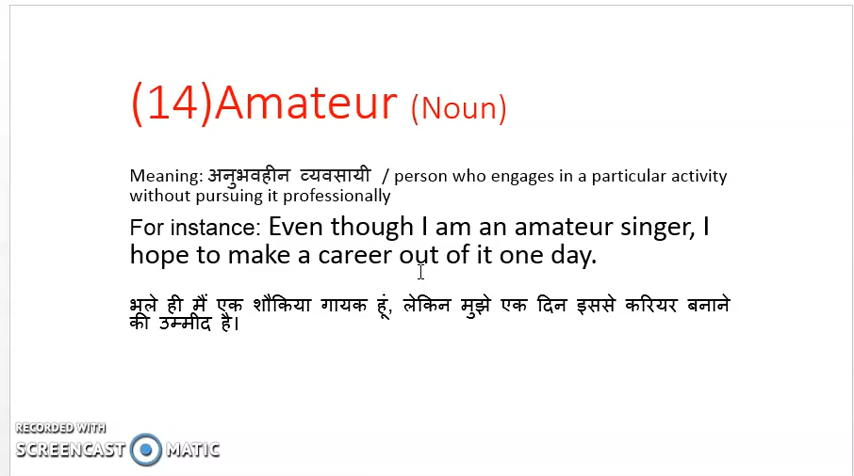 (14)Amateur (Noun)
Meaning: अनुभवहीन व्यवसायी / person who engages in a particular activity
without pursuing it professionally
For instance: Even though I am an amateur singer, I
hope to make a career out of it one day.
भले ही मैं एक शौकिया गायक हूं, लेकिन मुझे एक दिन इससे करियर बनाने
की उम्मीद है।
RECORDED WITH
SCREENCAST MATIC